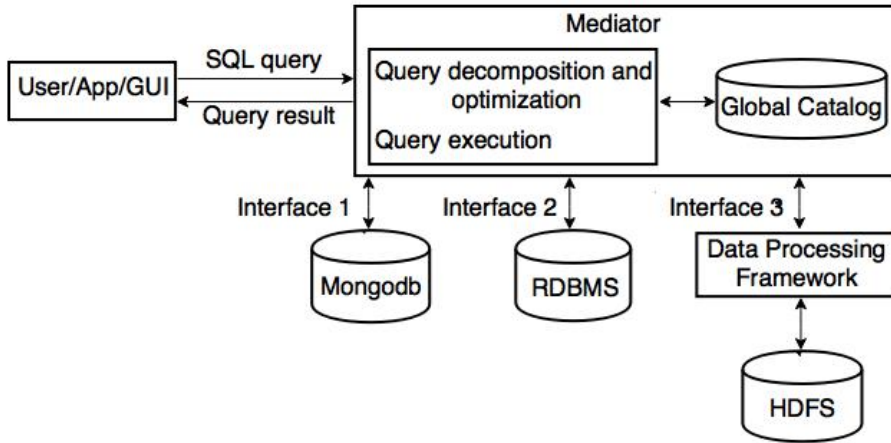 Mediator
SQL query
User/App/GUI
Query result
Query decomposition and
optimization
Query execution
Global Catalog
Interface 1
Interface 2
Interface 3
Mongodb
RDBMS
Data Processing
Framework
HDFS